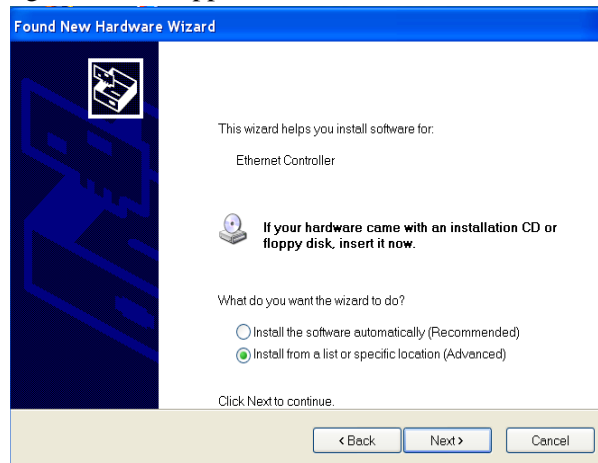 Found New Hardware Wizard
This wizard helps you install software for:
Ethernet Controller
If your hardware came with an installation CD or
floppy disk, insert it now.
What do you want the wizard to do?
Install the software automatically (Recommended)
Install from a list or specific location (Advanced)
Click Next to continue.
< Back
Next >
Cancel